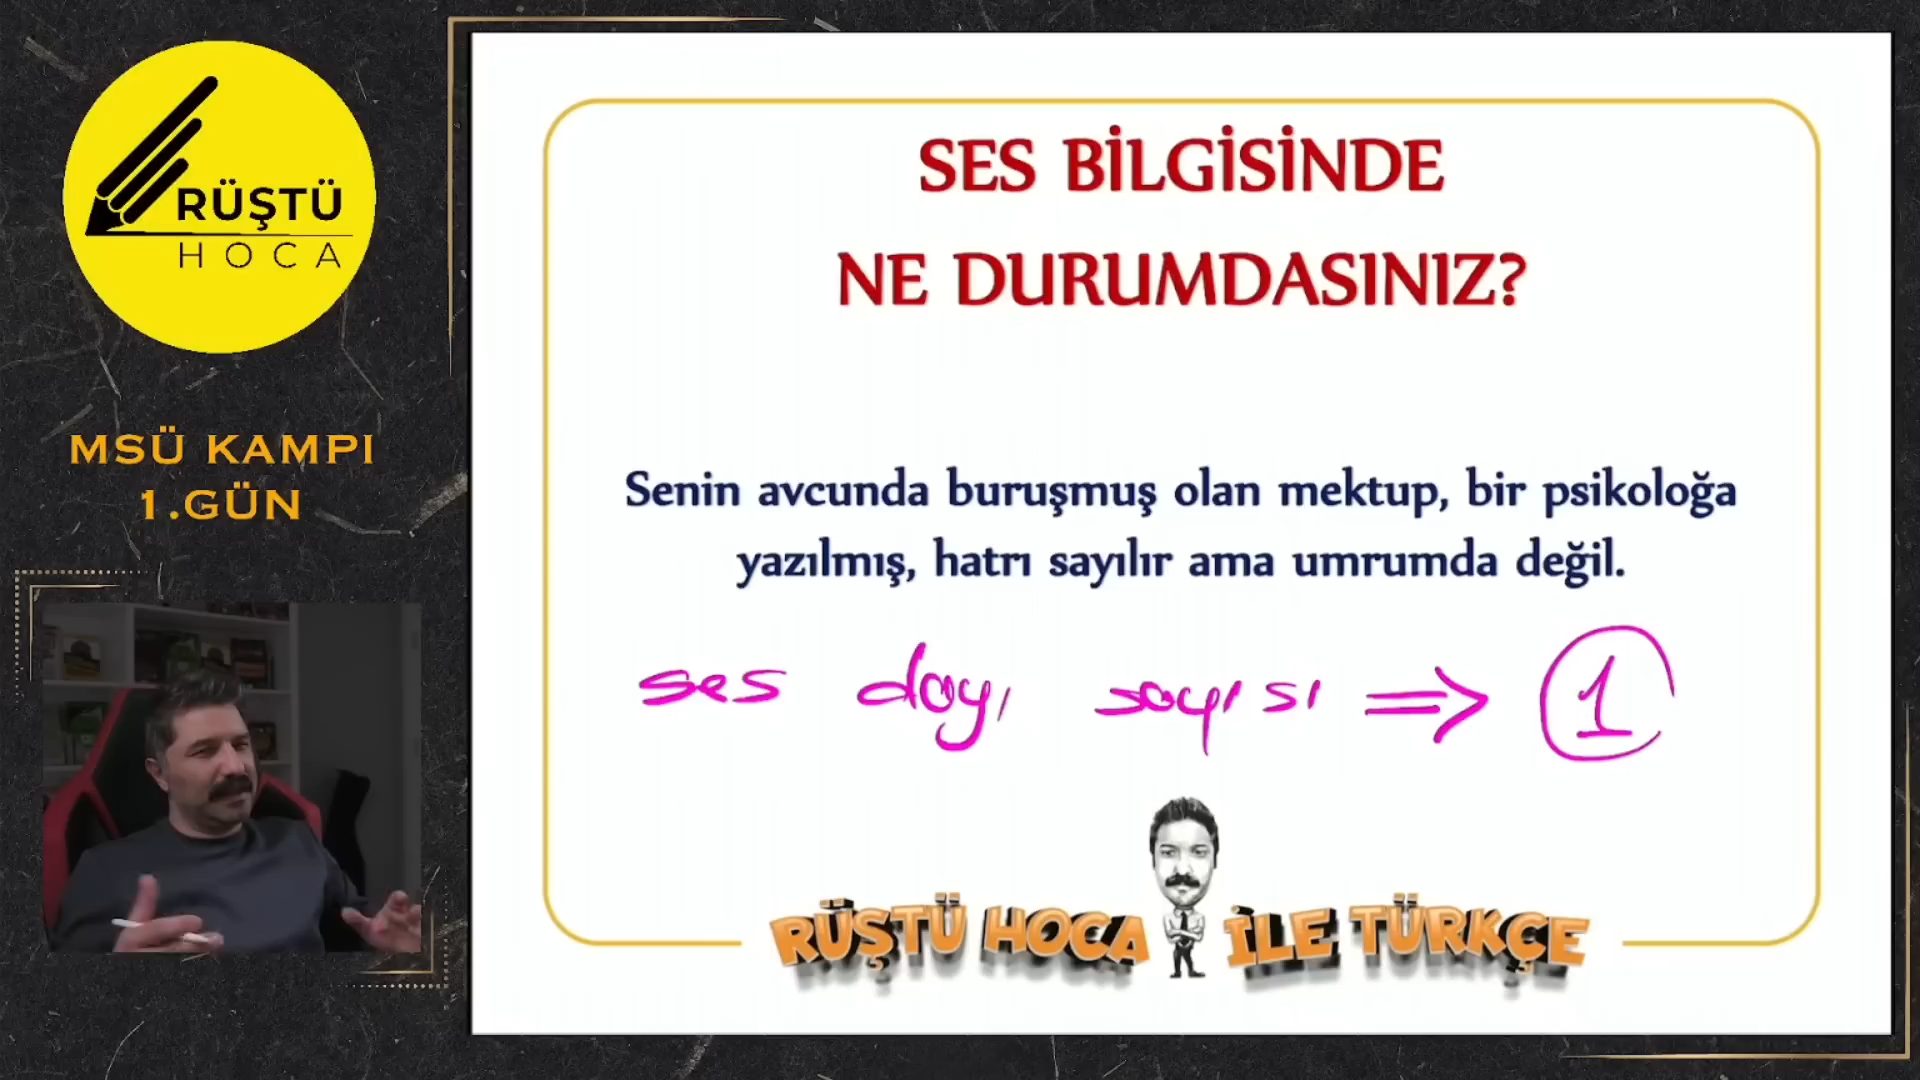 RÜŞTÜ
HOCA
MSÜ KAMPI
1.GÜN
SES BİLGİSİNDE
NE DURUMDASINIZ?
Senin avcunda buruşmuş olan mektup, bir psikoloğa
yazılmış, hatrı sayılır ama umrumda değil.
ses dayı sayısı ⇒ 1
RÜŞTÜ HOCA İLE TÜRKÇE